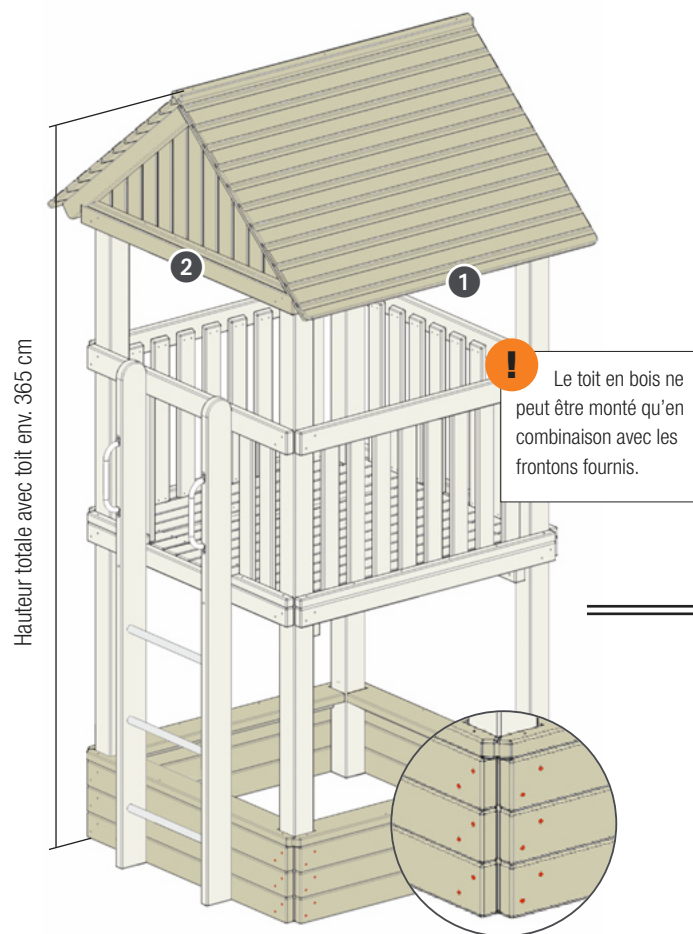 Hauteur totale avec toit env. 365 cm
2
1
!
Le toit en bois ne
peut être monté qu’en
combinaison avec les
frontons fournis.